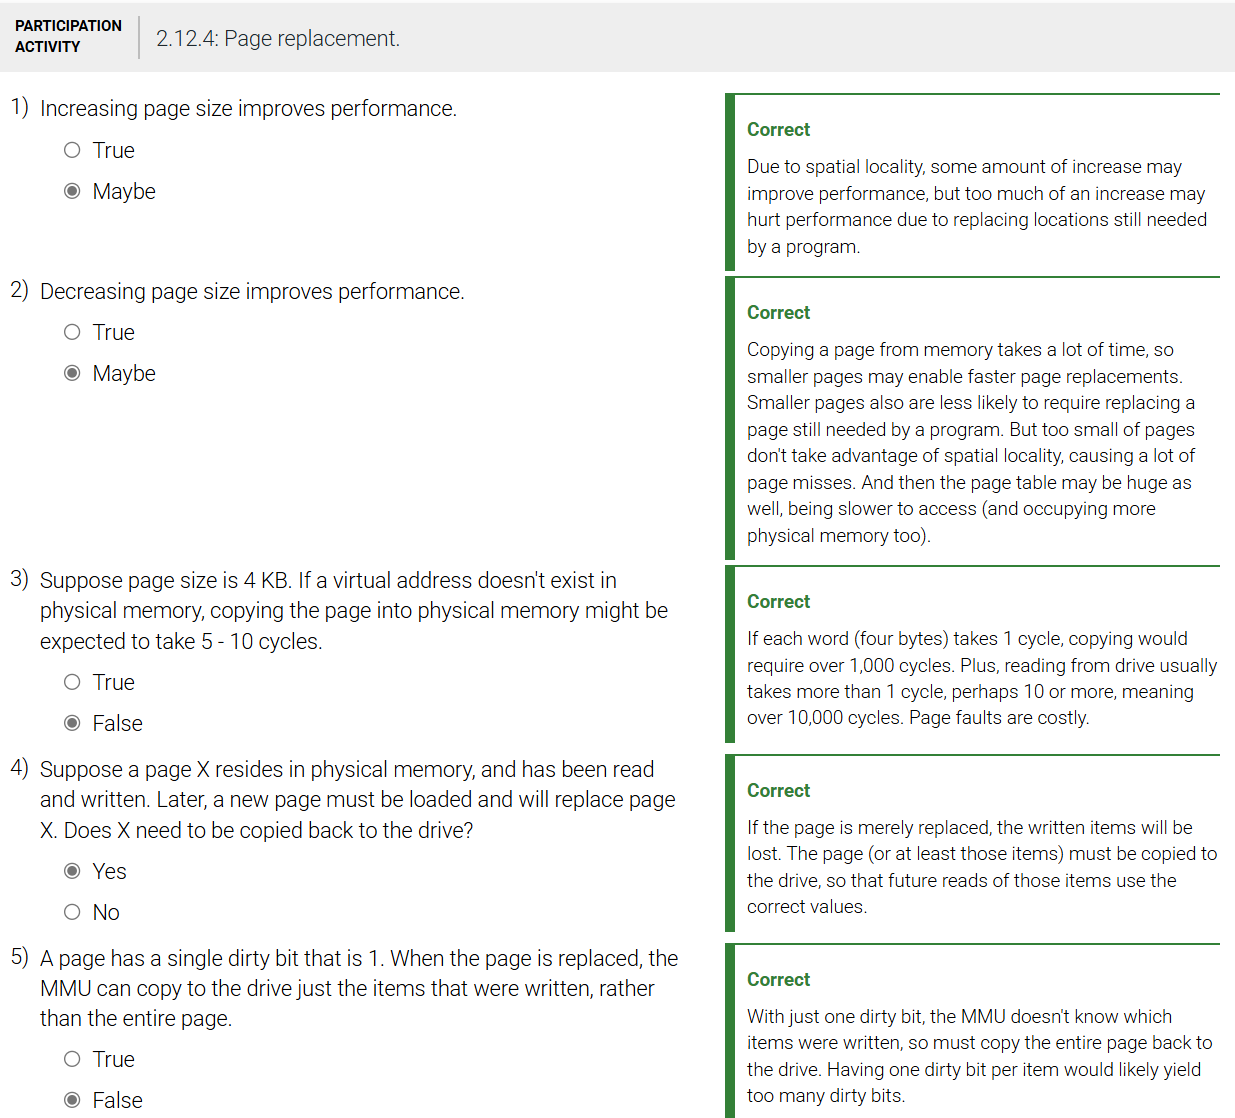 PARTICIPATION
ACTIVITY
2.12.4: Page replacement.
1) Increasing page size improves performance.
True
Maybe
Correct
Due to spatial locality, some amount of increase may
improve performance, but too much of an increase may
hurt performance due to replacing locations still needed
by a program.
2) Decreasing page size improves performance.
True
Maybe
Correct
Copying a page from memory takes a lot of time, so
smaller pages may enable faster page replacements.
Smaller pages also are less likely to require replacing a
page still needed by a program. But too small of pages
don't take advantage of spatial locality, causing a lot of
page misses. And then the page table may be huge as
well, being slower to access (and occupying more
physical memory too).
3) Suppose page size is 4 KB. If a virtual address doesn't exist in
physical memory, copying the page into physical memory might be
expected to take 5 - 10 cycles.
True
False
Correct
If each word (four bytes) takes 1 cycle, copying would
require over 1,000 cycles. Plus, reading from drive usually
takes more than 1 cycle, perhaps 10 or more, meaning
over 10,000 cycles. Page faults are costly.
4) Suppose a page X resides in physical memory, and has been read
and written. Later, a new page must be loaded and will replace page
X. Does X need to be copied back to the drive?
Yes
No
Correct
If the page is merely replaced, the written items will be
lost. The page (or at least those items) must be copied to
the drive, so that future reads of those items use the
correct values.
5) A page has a single dirty bit that is 1. When the page is replaced, the
MMU can copy to the drive just the items that were written, rather
than the entire page.
True
False
Correct
With just one dirty bit, the MMU doesn't know which
items were written, so must copy the entire page back to
the drive. Having one dirty bit per item would likely yield
too many dirty bits.